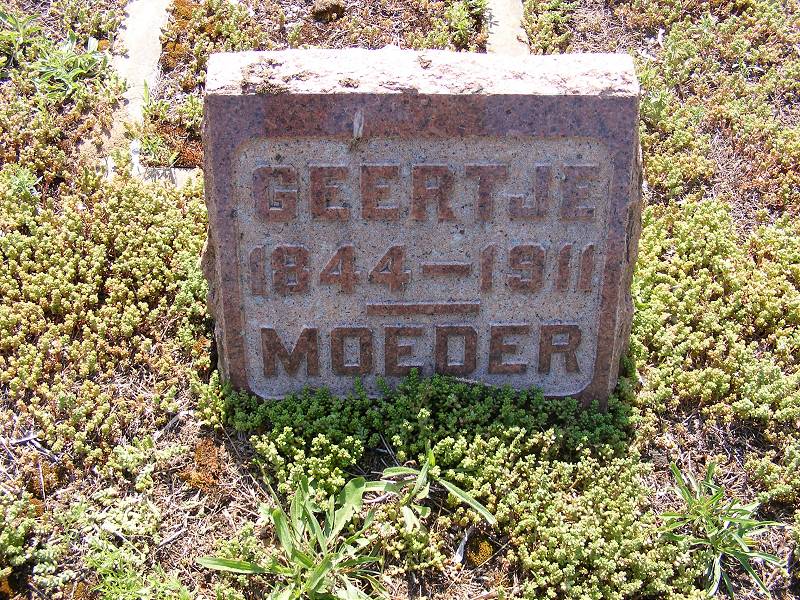 G. GEERTJE
1844 — 1911
MOEDER